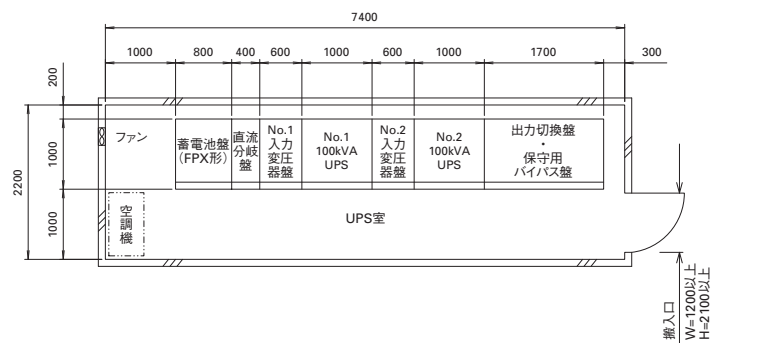 7400
1000
800
400
600
1000
600
1000
1700
300
200
1000
2200
1000
ファン
蓄電池盤
(FPX形)
直流
分岐
盤
No.1
入力
変圧
器盤
No.1
100kVA
UPS
No.2
入力
変圧
器盤
No.2
100kVA
UPS
出力切換盤
・
保守用
バイパス盤
空
調
機
UPS室
搬入口
W=1200以上
H=2100以上